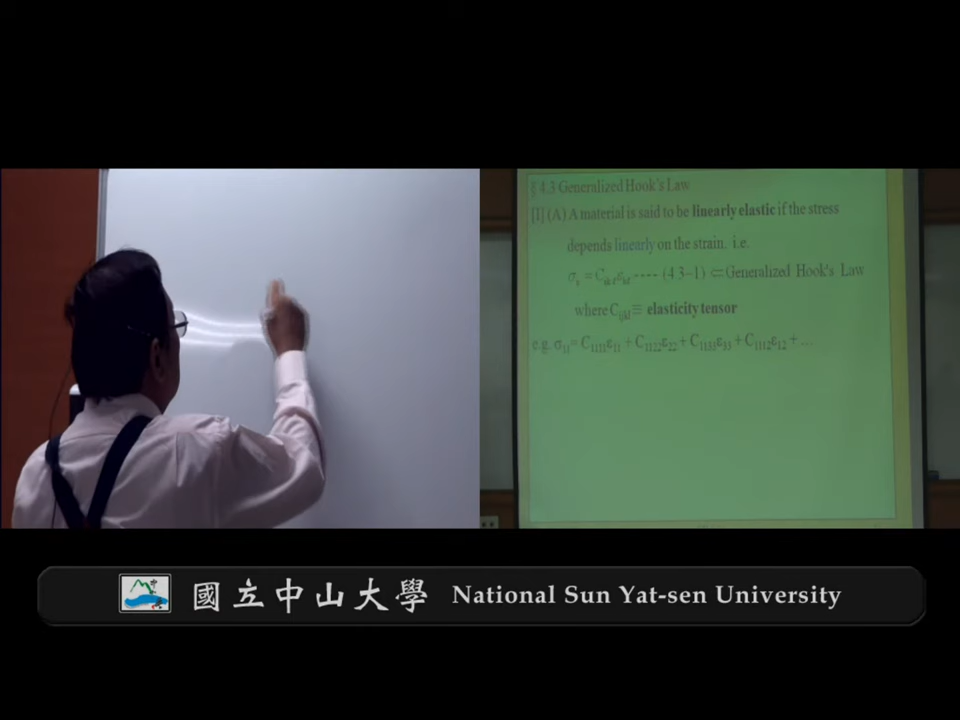 § 4.3 Generalized Hook's Law
[I] (A) A material is said to be linearly elastic if the stress
depends linearly on the strain. i.e.
σᵢⱼ = Cᵢⱼₖₗεₖₗ ---- (4.3–1) ⇐ Generalized Hook's Law
where Cᵢⱼₖₗ ≡ elasticity tensor
e.g. σ₁₁ = C₁₁₁₁ε₁₁ + C₁₁₂₂ε₂₂ + C₁₁₃₃ε₃₃ + C₁₁₁₂ε₁₂ + …
國立中山大學 National Sun Yat-sen University